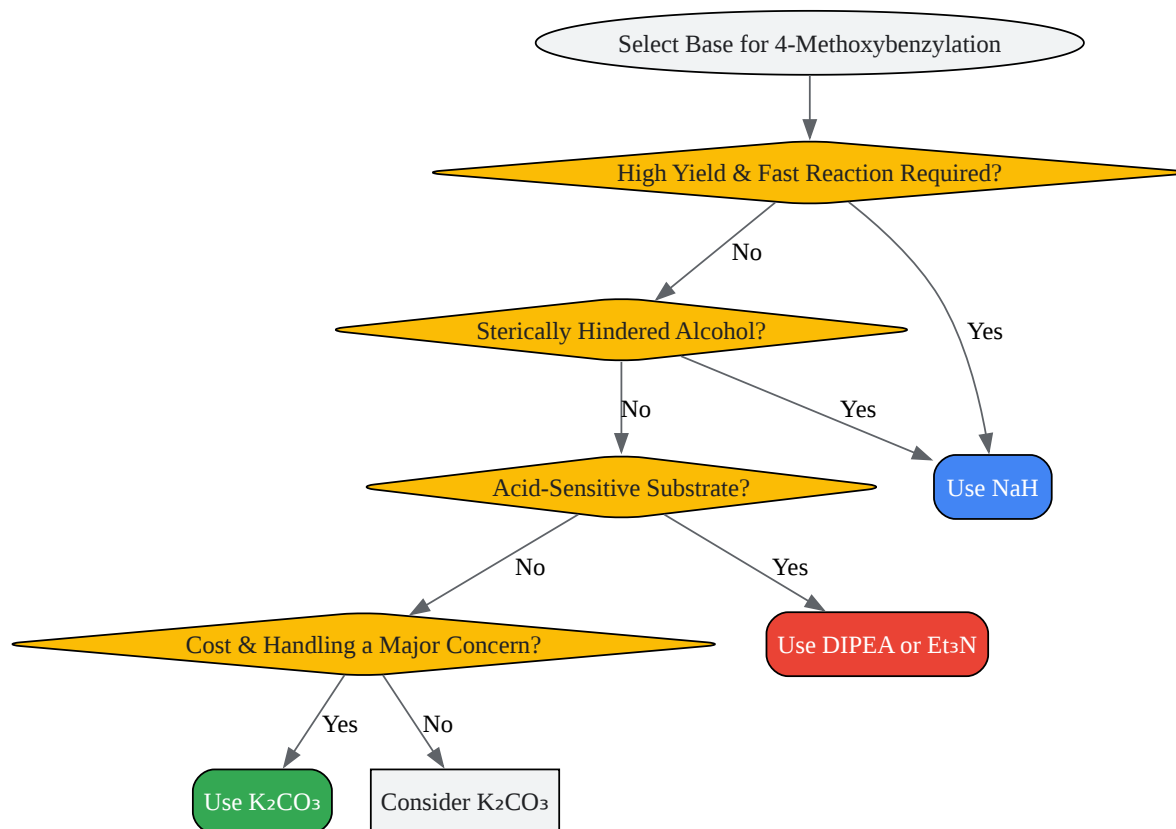 Select Base for 4-Methoxybenzylation
High Yield & Fast Reaction Required?
No
Yes
Sterically Hindered Alcohol?
No
Yes
Use NaH
Acid-Sensitive Substrate?
No
Yes
Cost & Handling a Major Concern?
Use DIPEA or Et₃N
Yes
No
Use K₂CO₃
Consider K₂CO₃